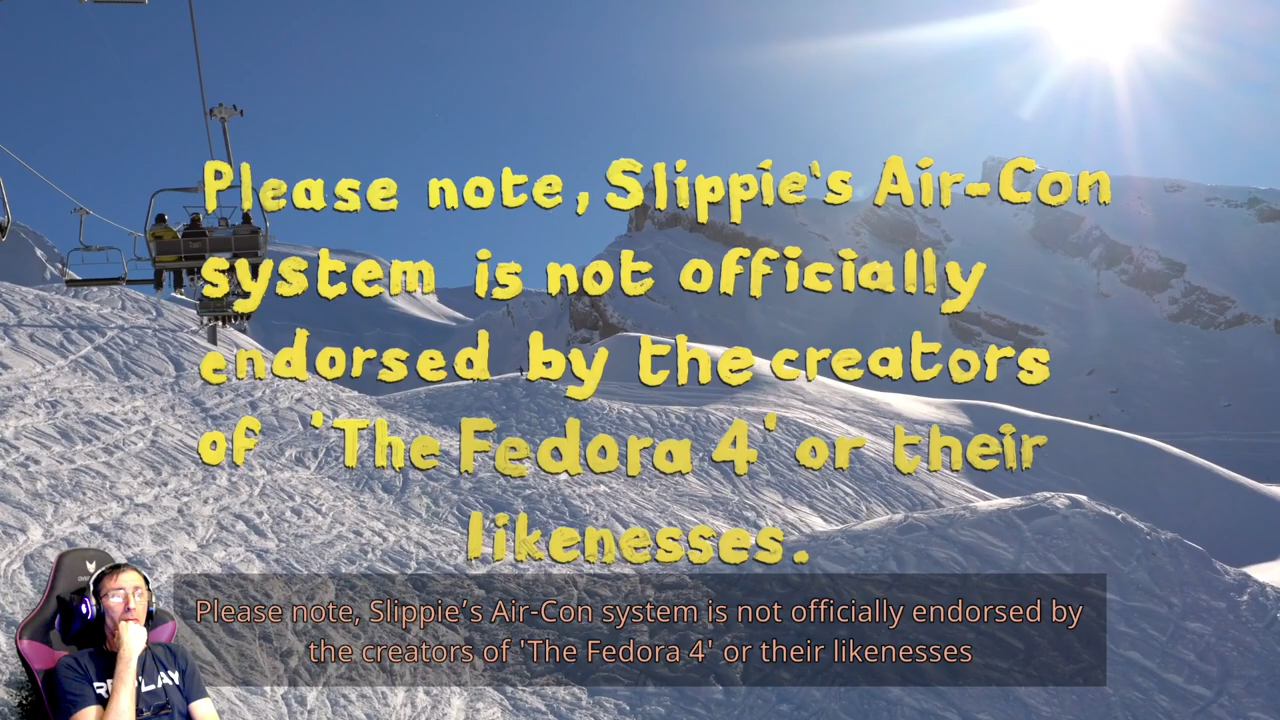 Please note, Slippie's Air-Con
system is not officially
endorsed by the creators
of 'The Fedora 4' or their
likenesses.
Please note, Slippie’s Air-Con system is not officially endorsed by
the creators of 'The Fedora 4' or their likenesses
REPLAY